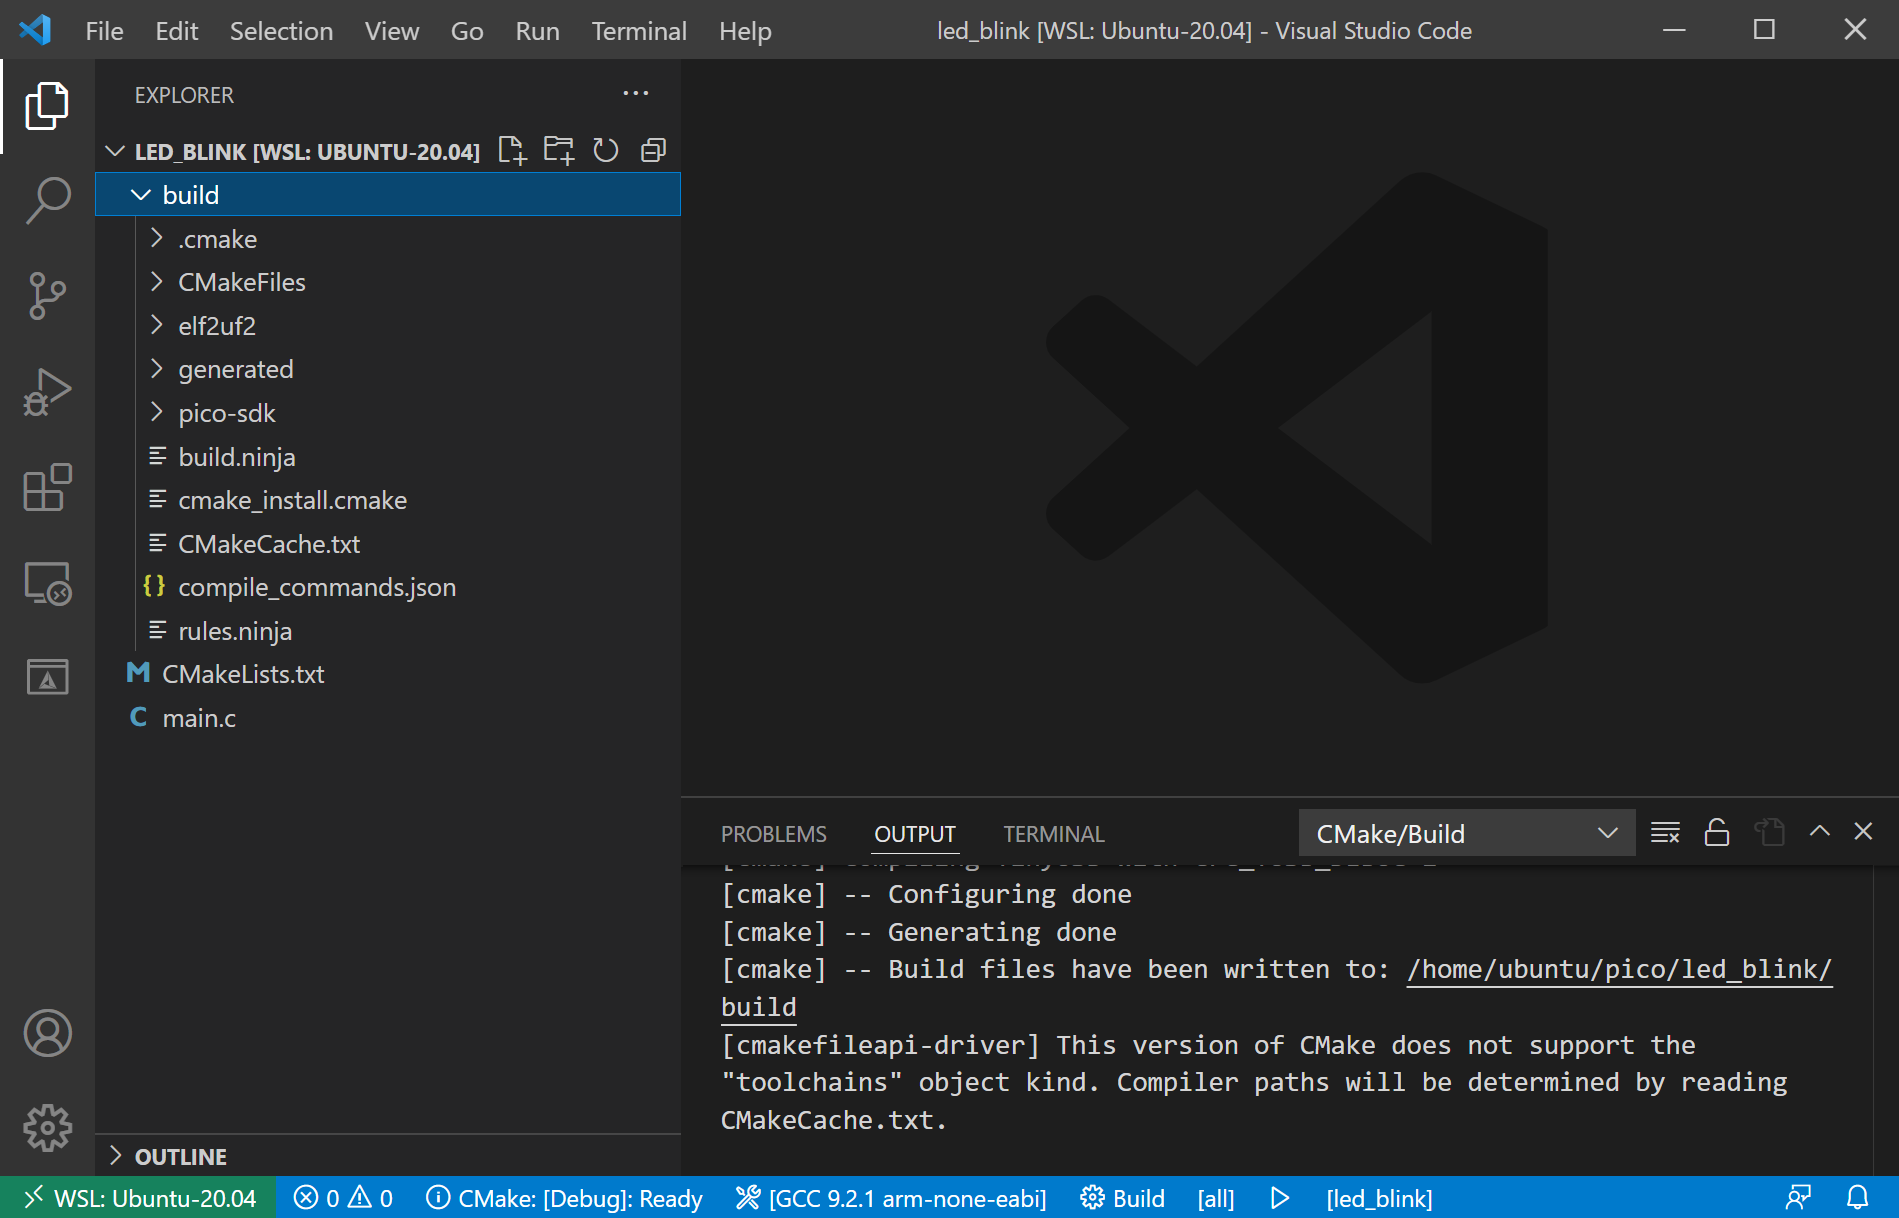 File Edit Selection View Go Run Terminal Help led_blink [WSL: Ubuntu-20.04] - Visual Studio Code
EXPLORER
LED_BLINK [WSL: UBUNTU-20.04]
build
.cmake
CMakeFiles
elf2uf2
generated
pico-sdk
build.ninja
cmake_install.cmake
CMakeCache.txt
compile_commands.json
rules.ninja
M CMakeLists.txt
C main.c
OUTLINE
PROBLEMS OUTPUT TERMINAL CMake/Build
[cmake] -- Configuring done
[cmake] -- Generating done
[cmake] -- Build files have been written to: /home/ubuntu/pico/led_blink/
build
[cmakefileapi-driver] This version of CMake does not support the
"toolchains" object kind. Compiler paths will be determined by reading
CMakeCache.txt.
WSL: Ubuntu-20.04 0 0 CMake: [Debug]: Ready [GCC 9.2.1 arm-none-eabi] Build [all] [led_blink]